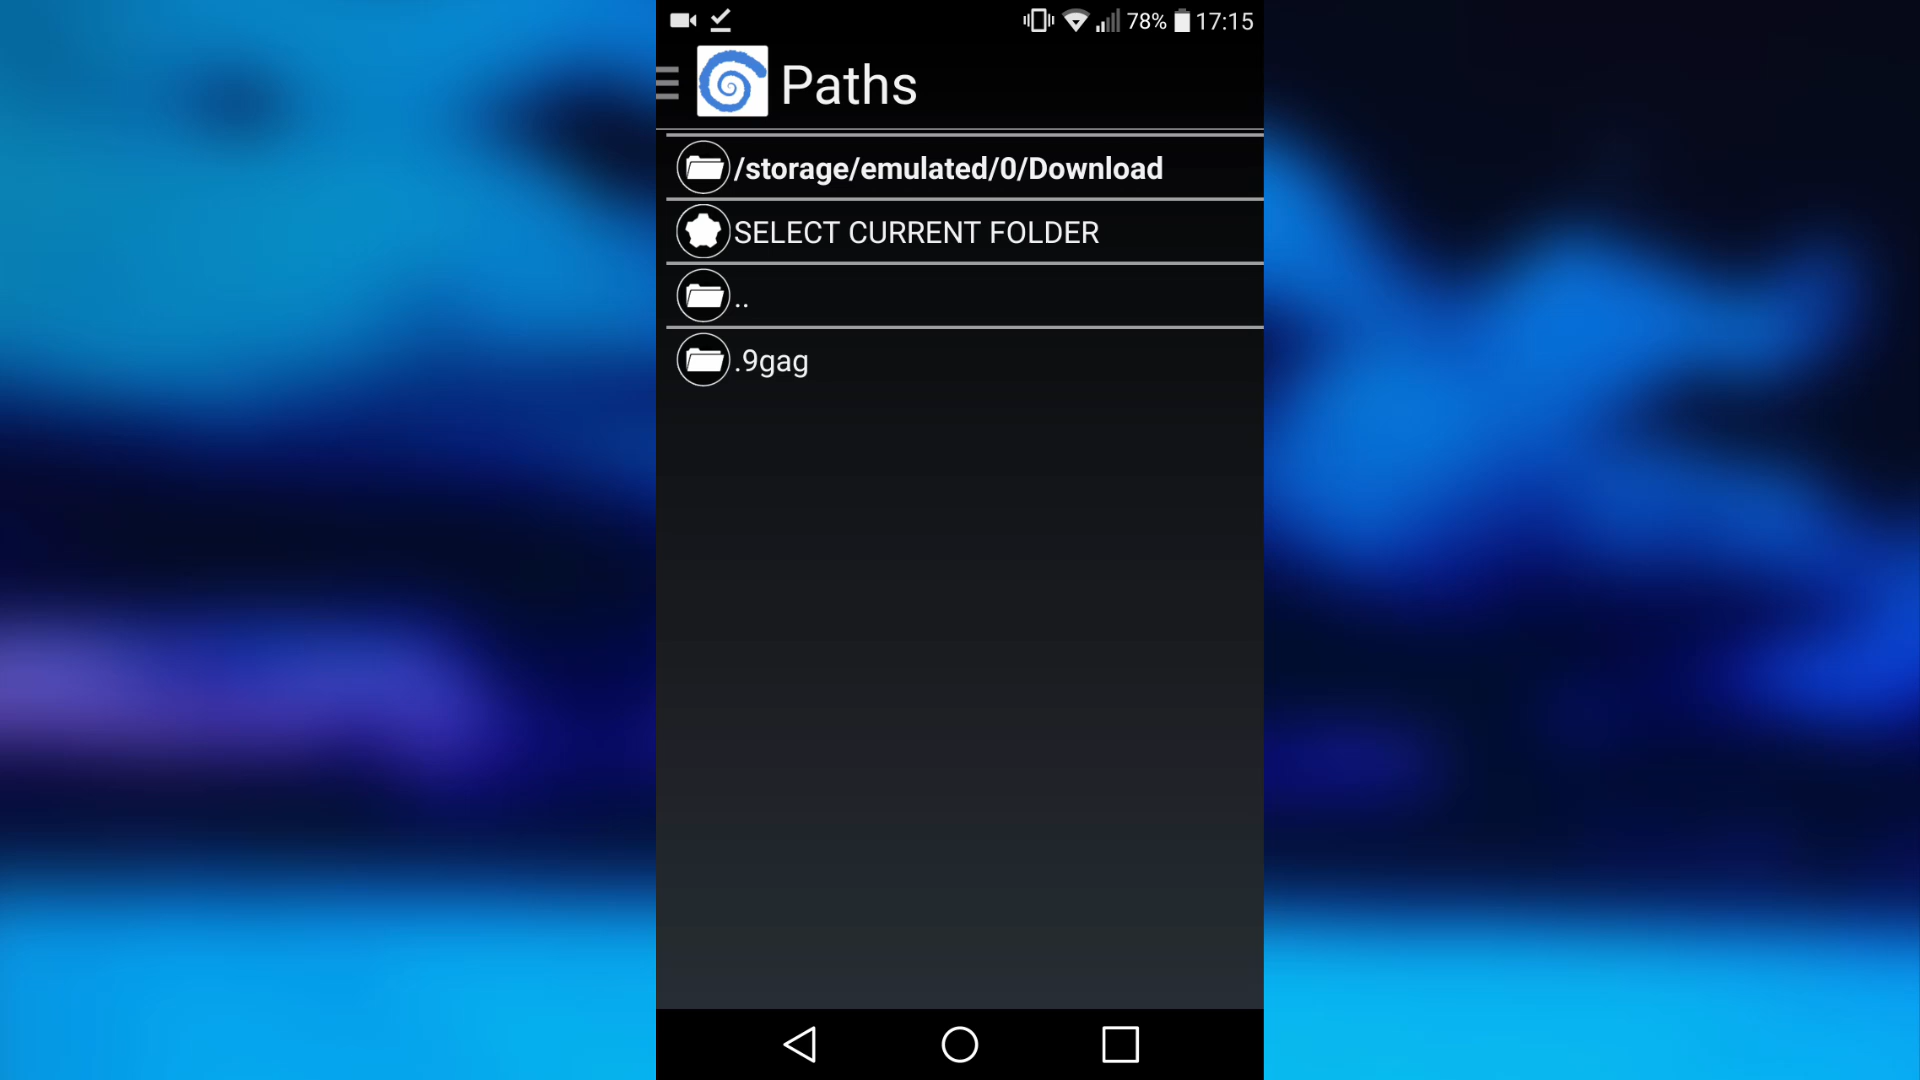 78% 17:15
Paths
/storage/emulated/0/Download
SELECT CURRENT FOLDER
..
.9gag